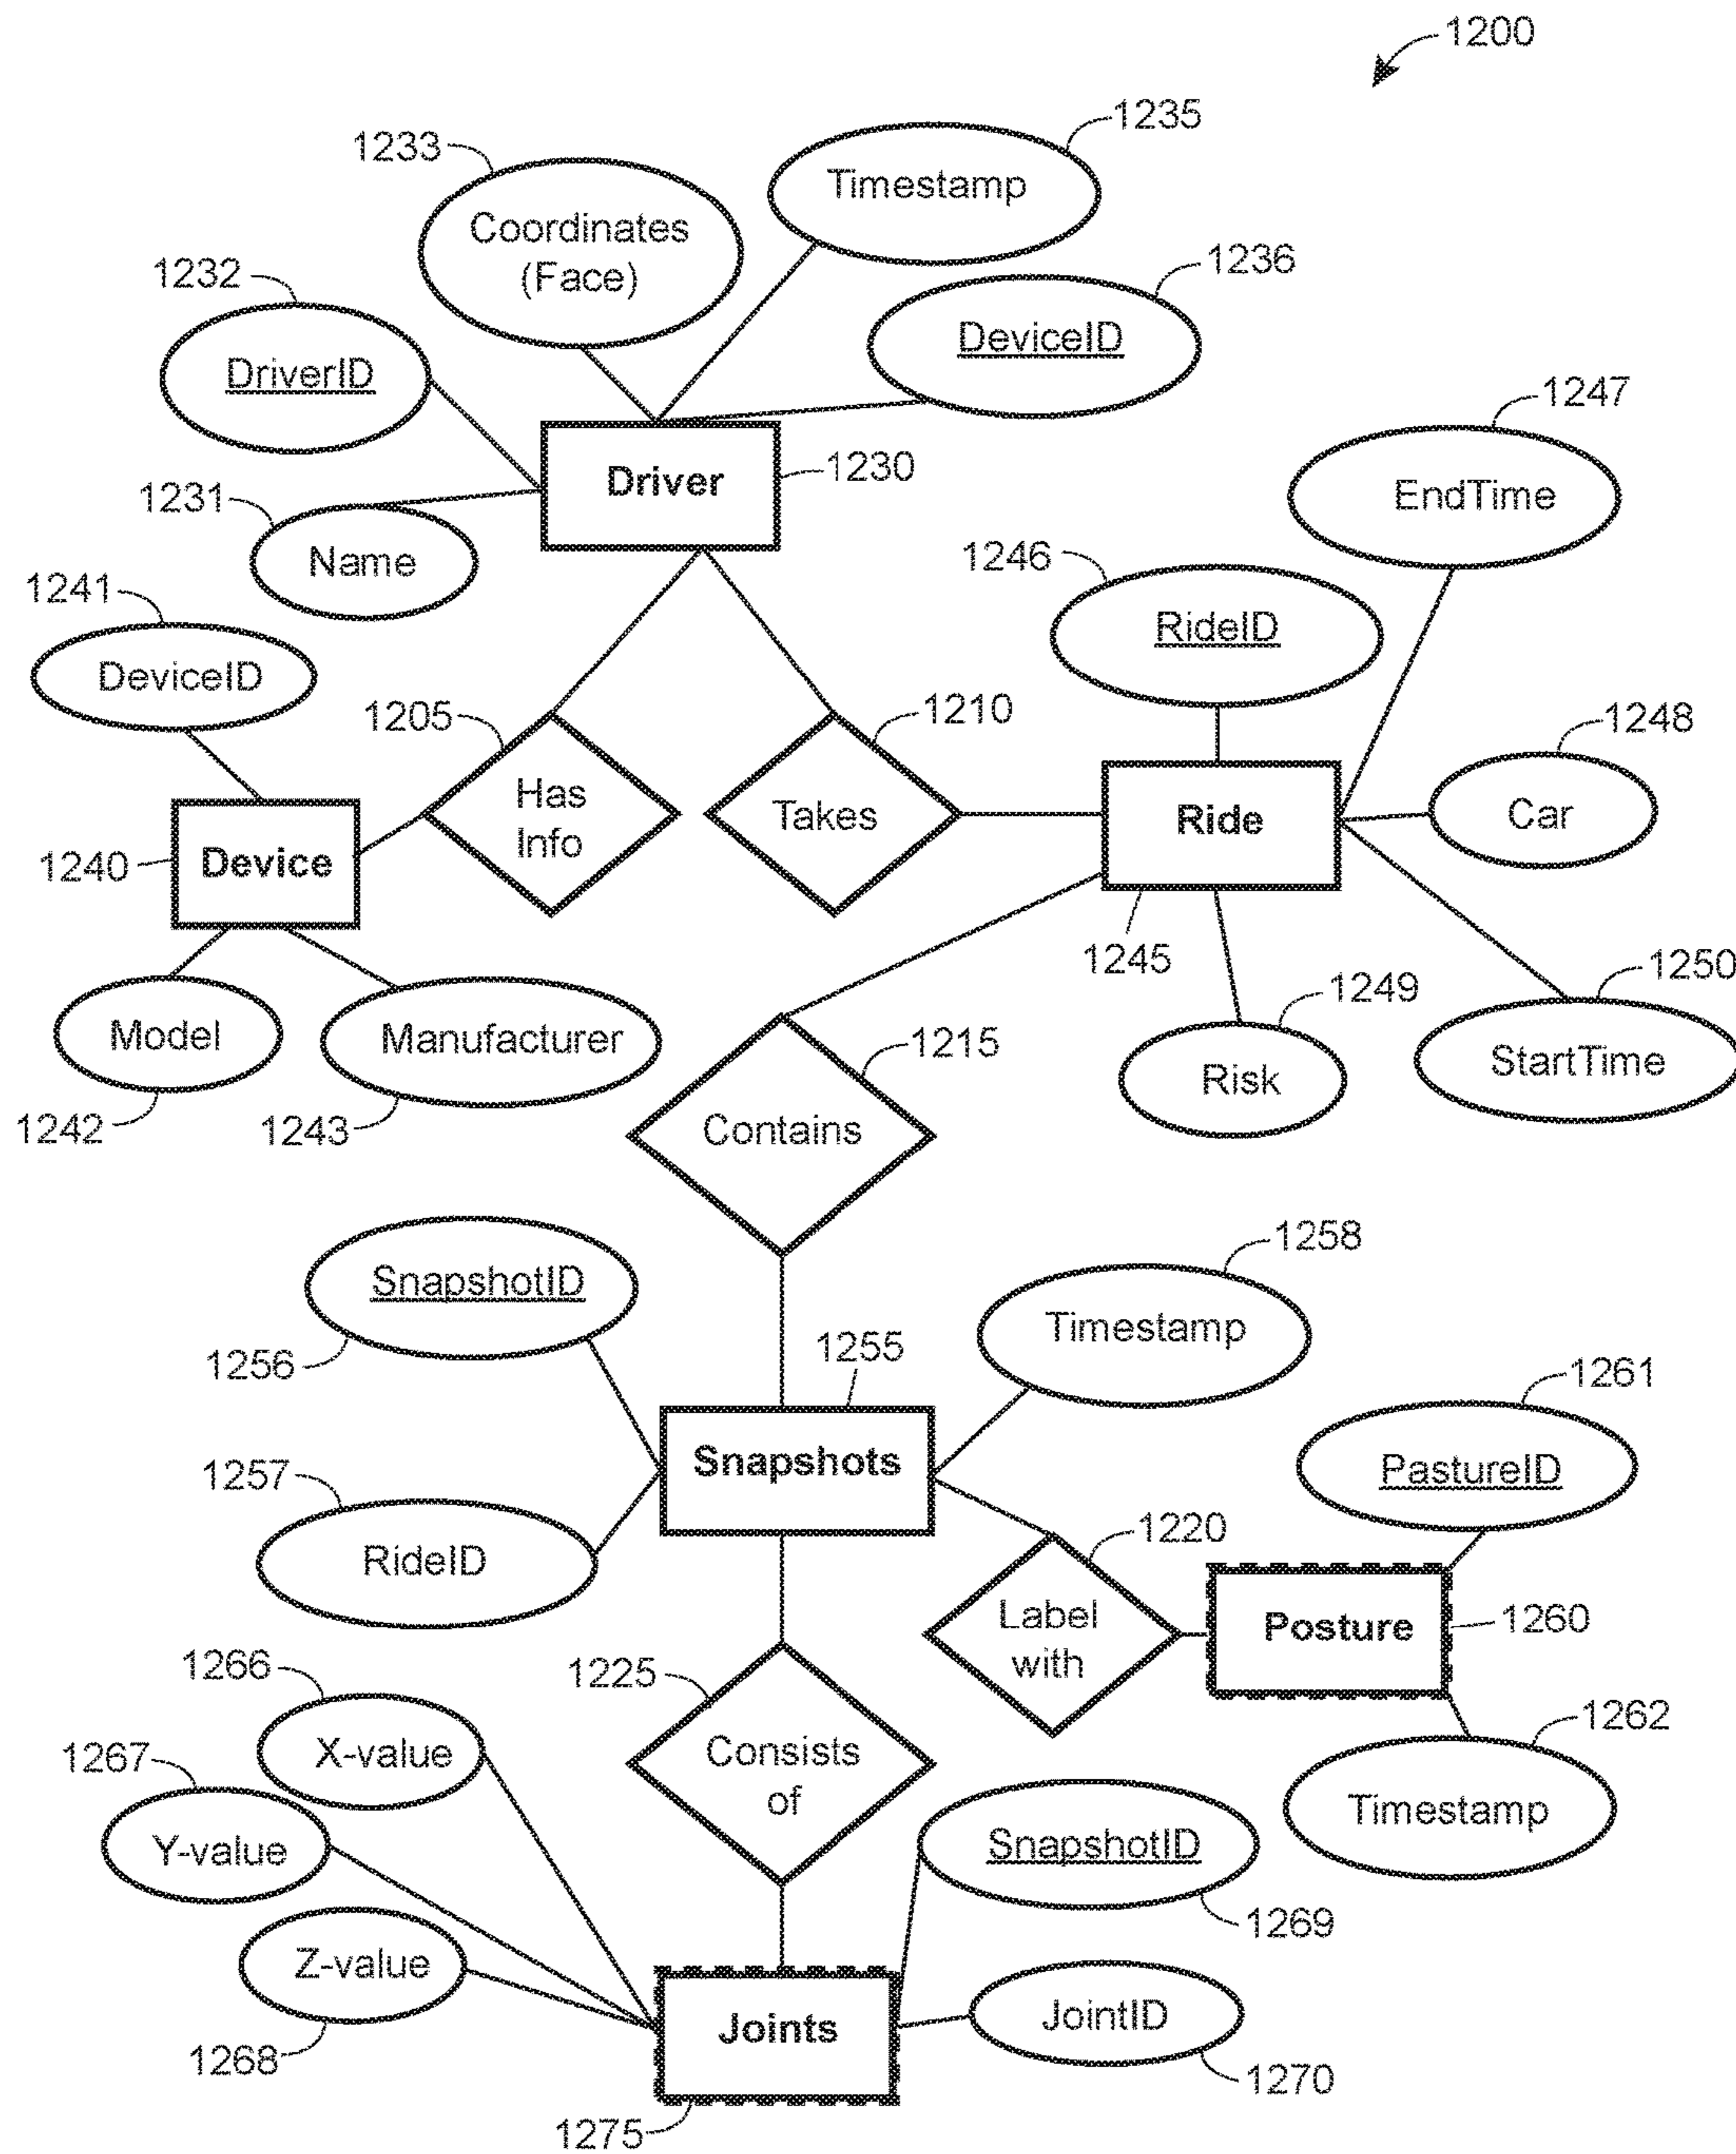 1200
1235
1233
Timestamp
Coordinates
(Face)
1236
1232
DeviceID
DriverID
1247
1230
Driver
EndTime
1231
1246
Name
1241
RideID
DeviceID
1205
1210
1248
Has
Info
Takes
Ride
Car
1240
Device
1245
1250
1249
Model
Manufacturer
1215
StartTime
Risk
1242
1243
Contains
1258
SnapshotID
Timestamp
1256
1255
1261
Snapshots
PastureID
1257
1220
RideID
Label
with
Posture
1260
1266
1225
1262
X-value
1267
Consists
of
Timestamp
Y-value
SnapshotID
1269
Z-value
JointID
Joints
1268
1270
1275